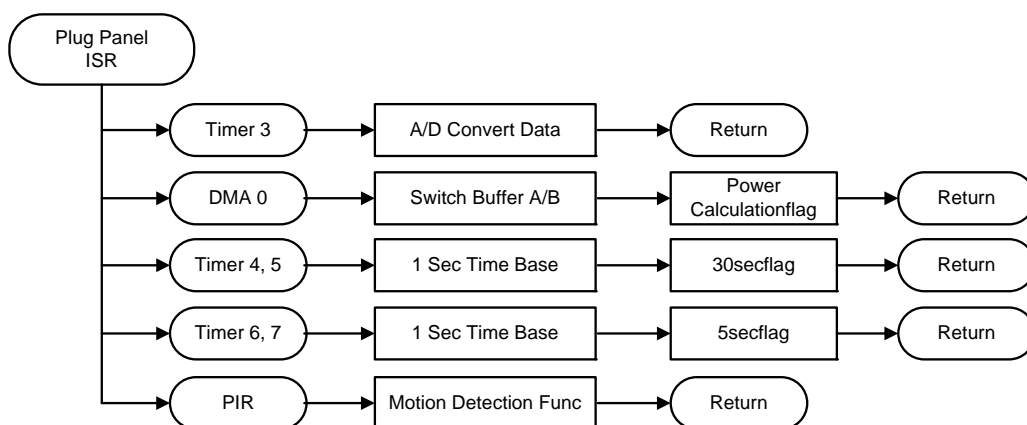 Plug Panel
ISR
Timer 3
A/D Convert Data
Return
DMA 0
Switch Buffer A/B
Power
Calculationflag
Return
Timer 4, 5
1 Sec Time Base
30secflag
Return
Timer 6, 7
1 Sec Time Base
5secflag
Return
PIR
Motion Detection Func
Return